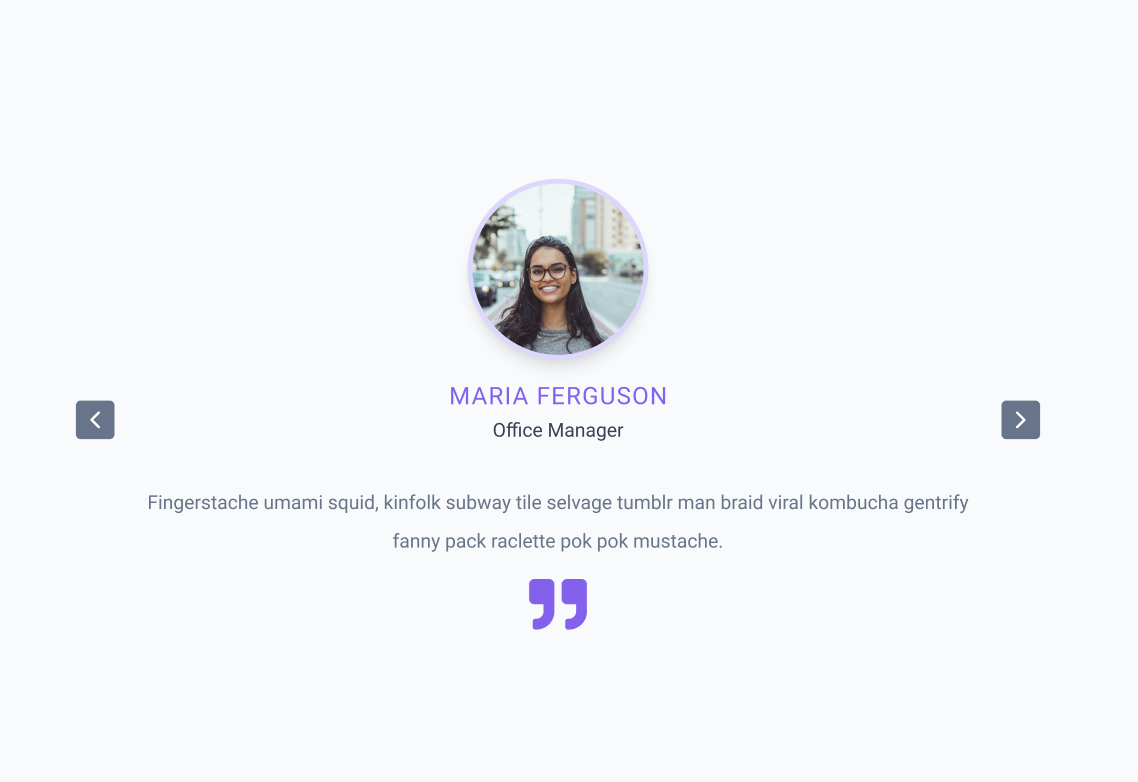 MARIA FERGUSON
Office Manager
Fingerstache umami squid, kinfolk subway tile selvage tumblr man braid viral kombucha gentrify
fanny pack raclette pok pok mustache.